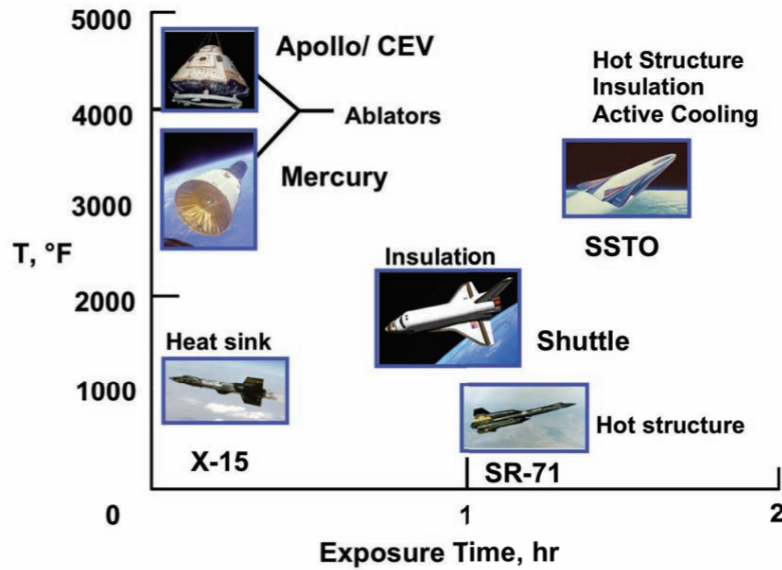 5000
Apollo/ CEV
Hot Structure
Insulation
Active Cooling
4000
Ablators
Mercury
3000
T, °F
SSTO
Insulation
2000
Heat sink
Shuttle
1000
Hot structure
X-15
SR-71
0
1
2
Exposure Time, hr